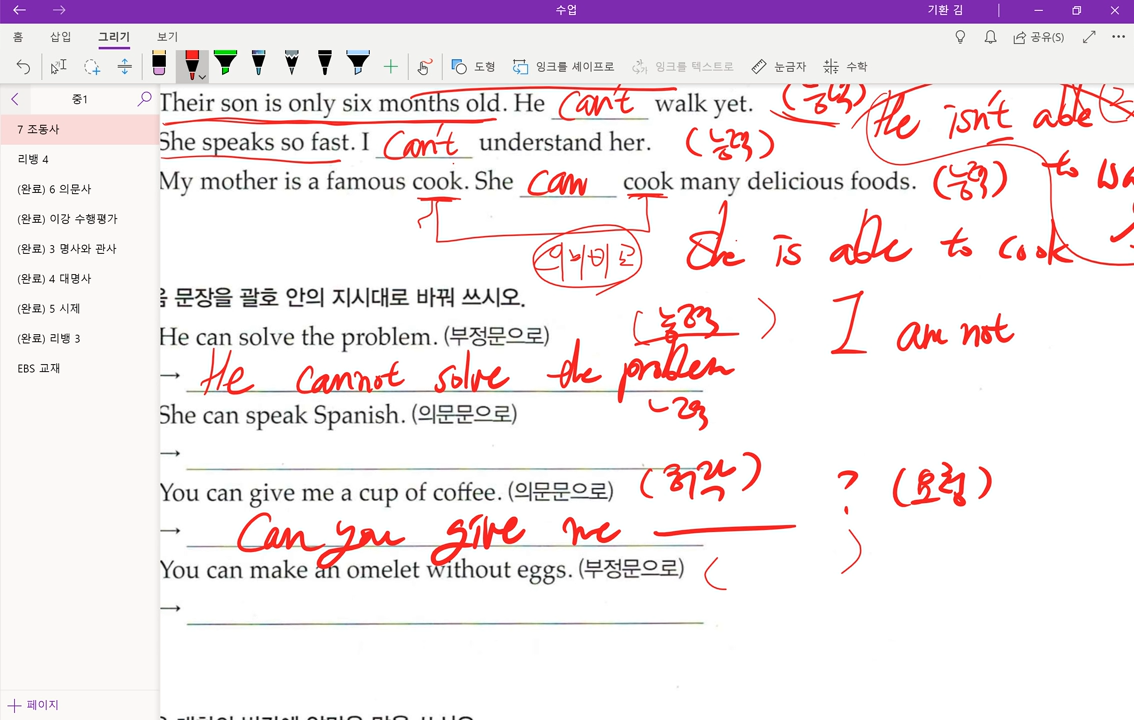 수업
기환 김
홈 삽입 그리기 보기
공유(S)
도형 잉크를 셰이프로 잉크를 텍스트로 눈금자 수학
중1
7 조동사
리뱅 4
(완료) 6 의문사
(완료) 이강 수행평가
(완료) 3 명사와 관사
(완료) 4 대명사
(완료) 5 시제
(완료) 리뱅 3
EBS 교재
페이지
Their son is only six months old. He can't walk yet. (능력) He isn't able
She speaks so fast. I can't understand her. (능력) to wa
My mother is a famous cook. She can cook many delicious foods. (능력)
She is able to cook
문장을 괄호 안의 지시대로 바꿔 쓰시오.
He can solve the problem. (부정문으로) (능력) I am not
→ He cannot solve the problem
She can speak Spanish. (의문문으로) 능력
→
You can give me a cup of coffee. (의문문으로) (허락) ? (요청)
→ Can you give me
You can make an omelet without eggs. (부정문으로) ( )
→